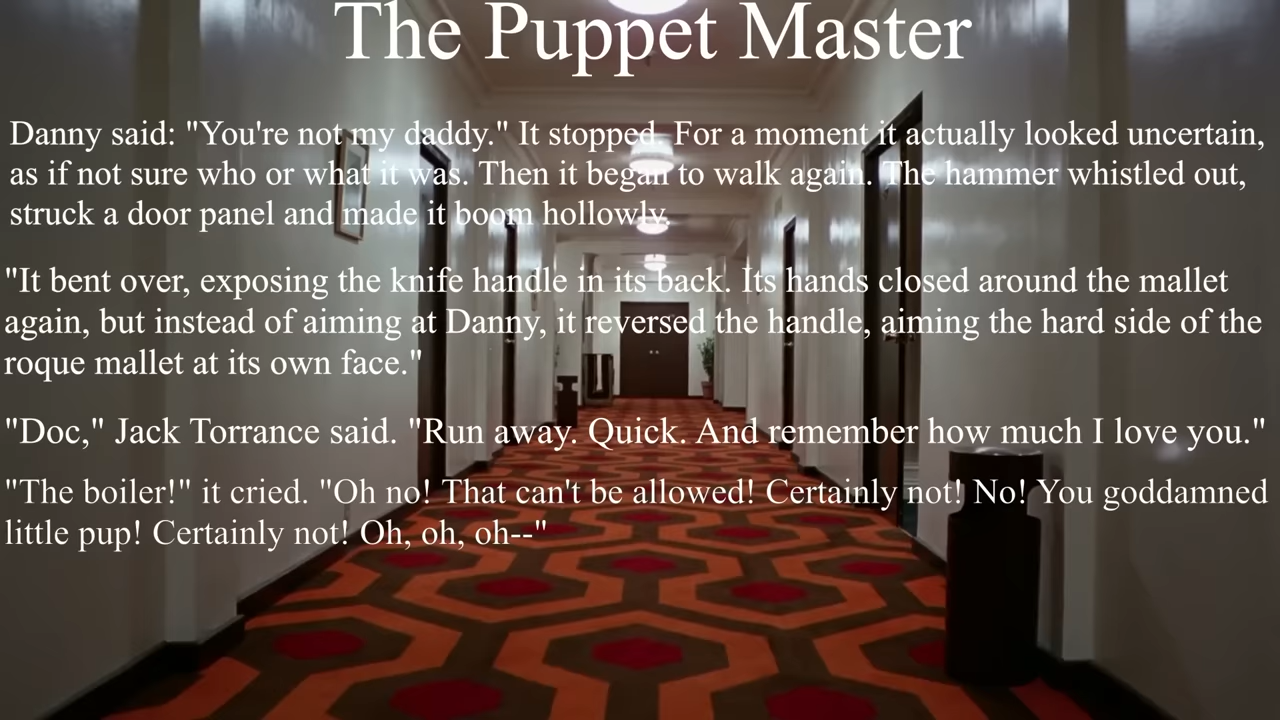 The Puppet Master
Danny said: "You're not my daddy." It stopped. For a moment it actually looked uncertain,
as if not sure who or what it was. Then it began to walk again. The hammer whistled out,
struck a door panel and made it boom hollowly.
"It bent over, exposing the knife handle in its back. Its hands closed around the mallet
again, but instead of aiming at Danny, it reversed the handle, aiming the hard side of the
roque mallet at its own face."
"Doc," Jack Torrance said. "Run away. Quick. And remember how much I love you."
"The boiler!" it cried. "Oh no! That can't be allowed! Certainly not! No! You goddamned
little pup! Certainly not! Oh, oh, oh--"